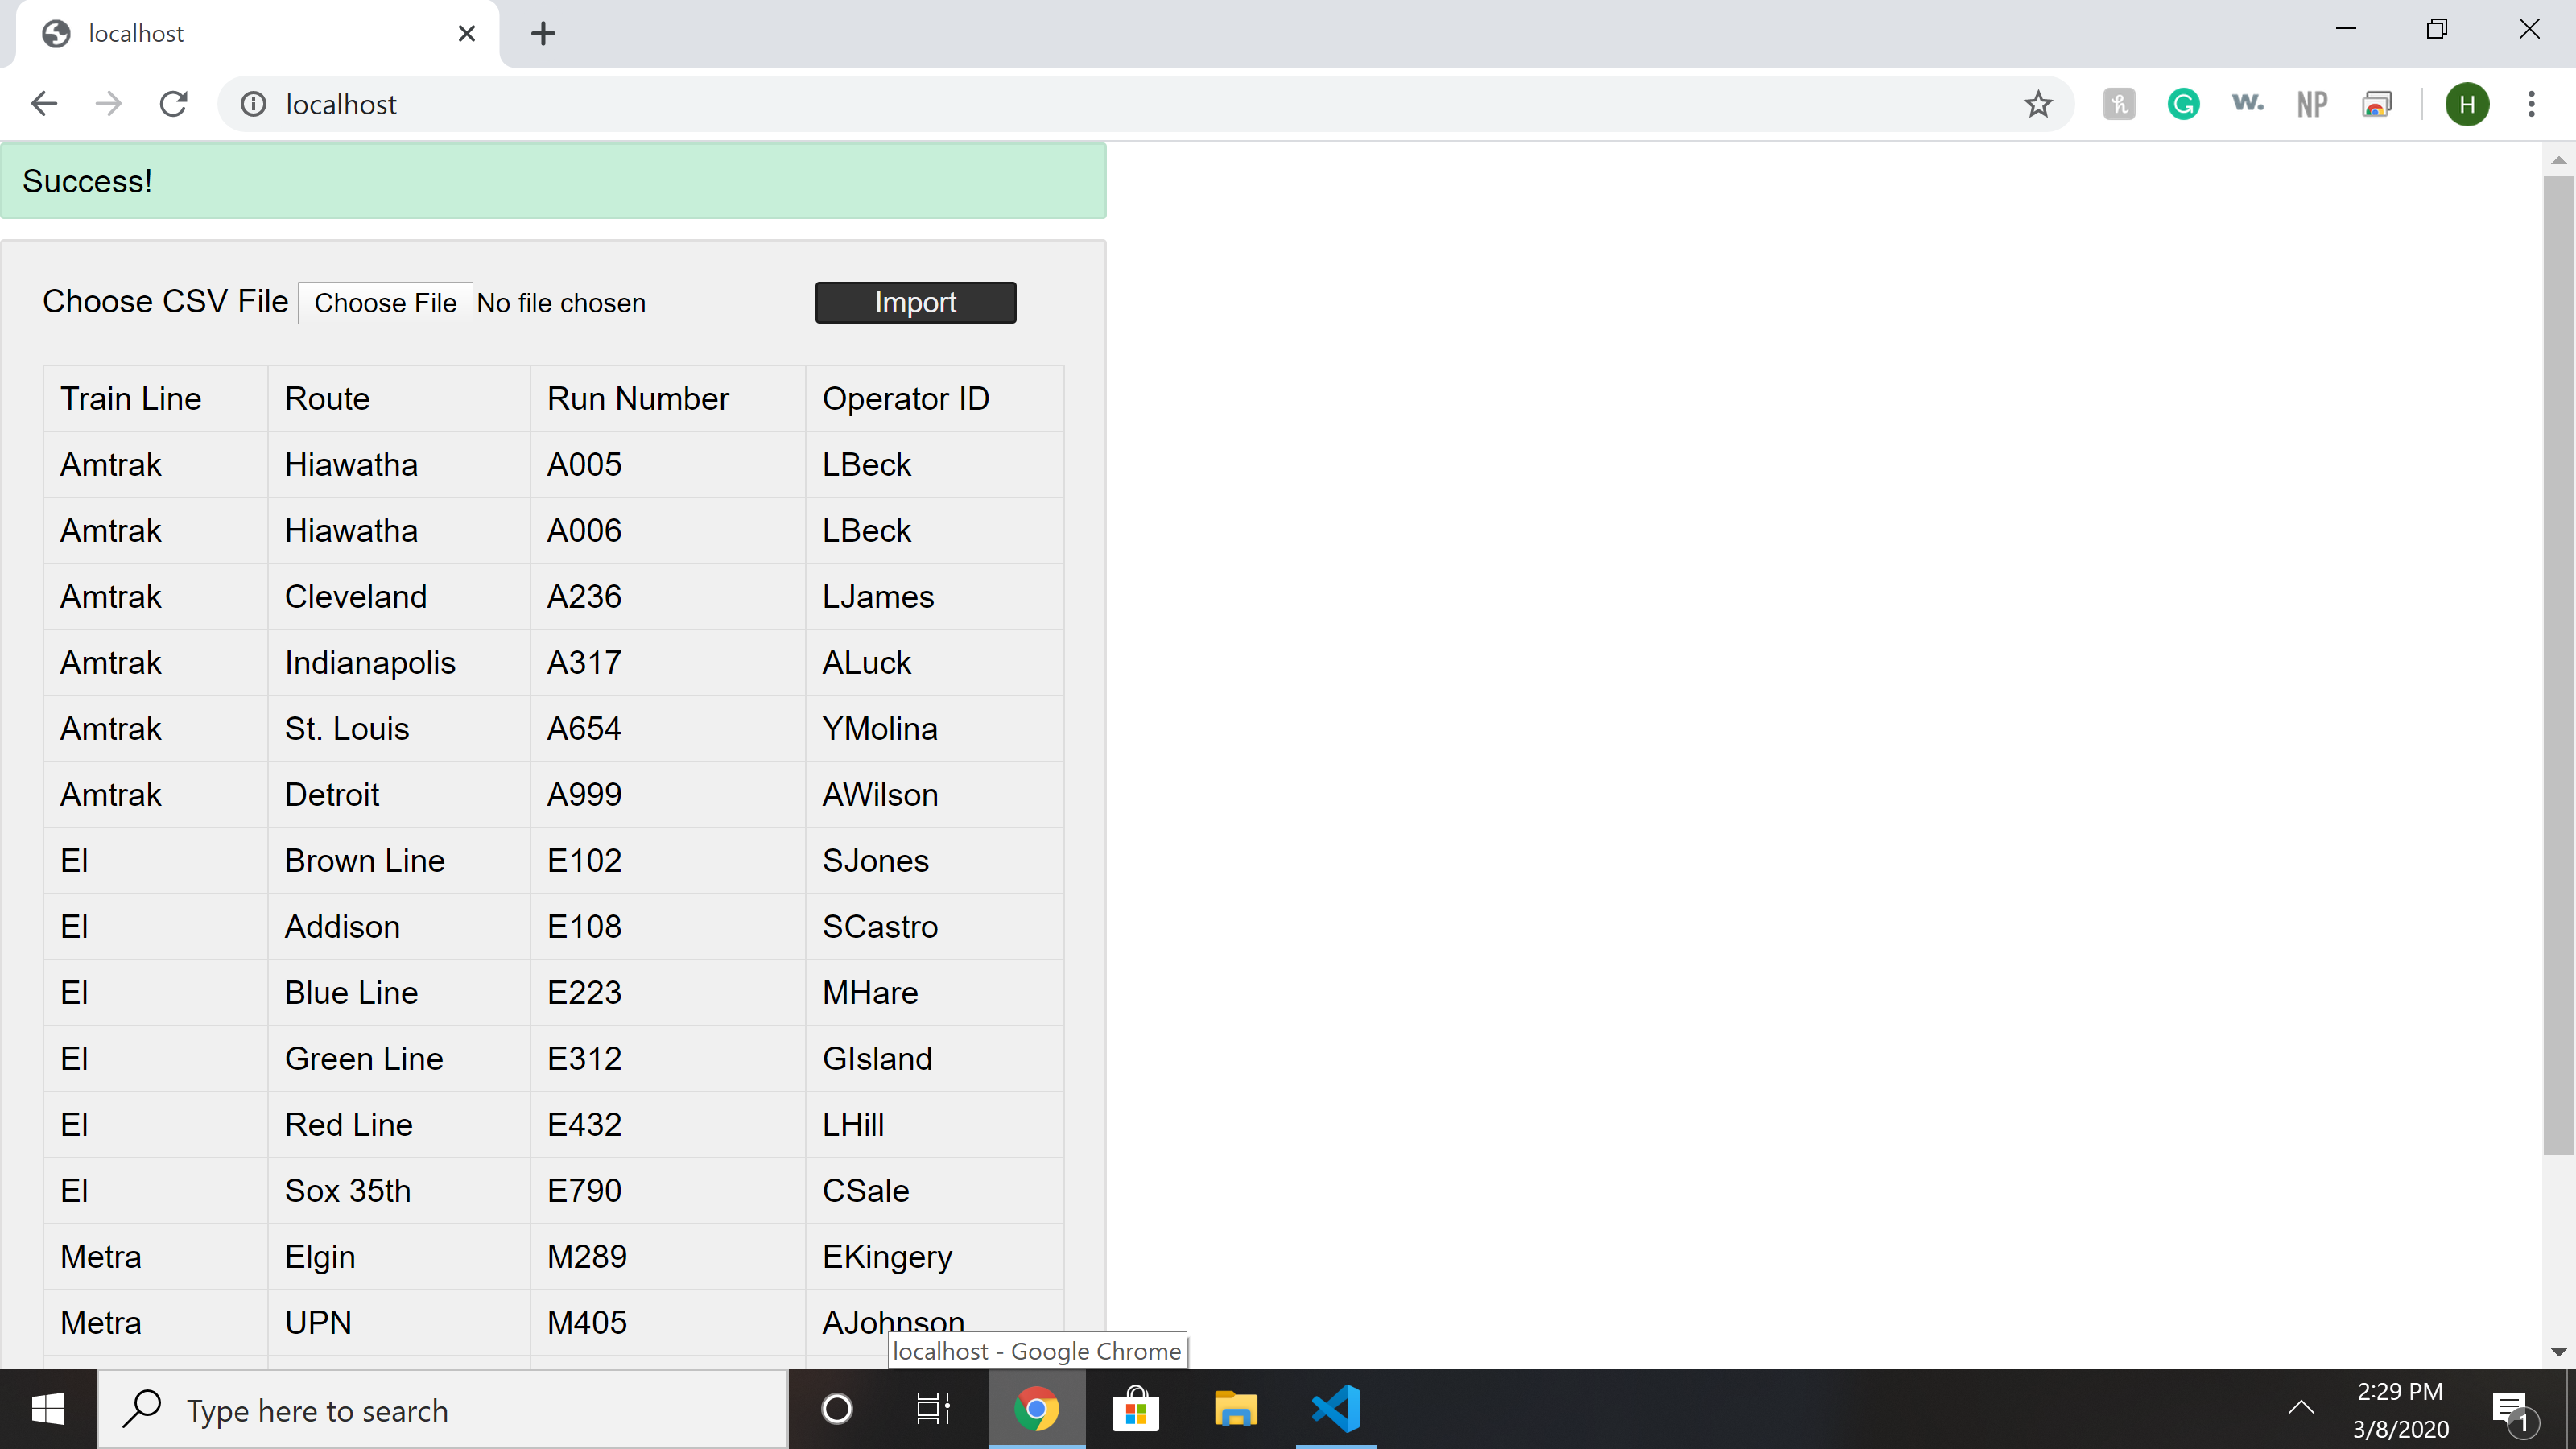 localhost
localhost
NP
H
Success!
Choose CSV File Choose File No file chosen Import
Train Line Route Run Number Operator ID
Amtrak Hiawatha A005 LBeck
Amtrak Hiawatha A006 LBeck
Amtrak Cleveland A236 LJames
Amtrak Indianapolis A317 ALuck
Amtrak St. Louis A654 YMolina
Amtrak Detroit A999 AWilson
El Brown Line E102 SJones
El Addison E108 SCastro
El Blue Line E223 MHare
El Green Line E312 GIsland
El Red Line E432 LHill
El Sox 35th E790 CSale
Metra Elgin M289 EKingery
Metra UPN M405 AJohnson
localhost - Google Chrome
Type here to search
2:29 PM
3/8/2020
1